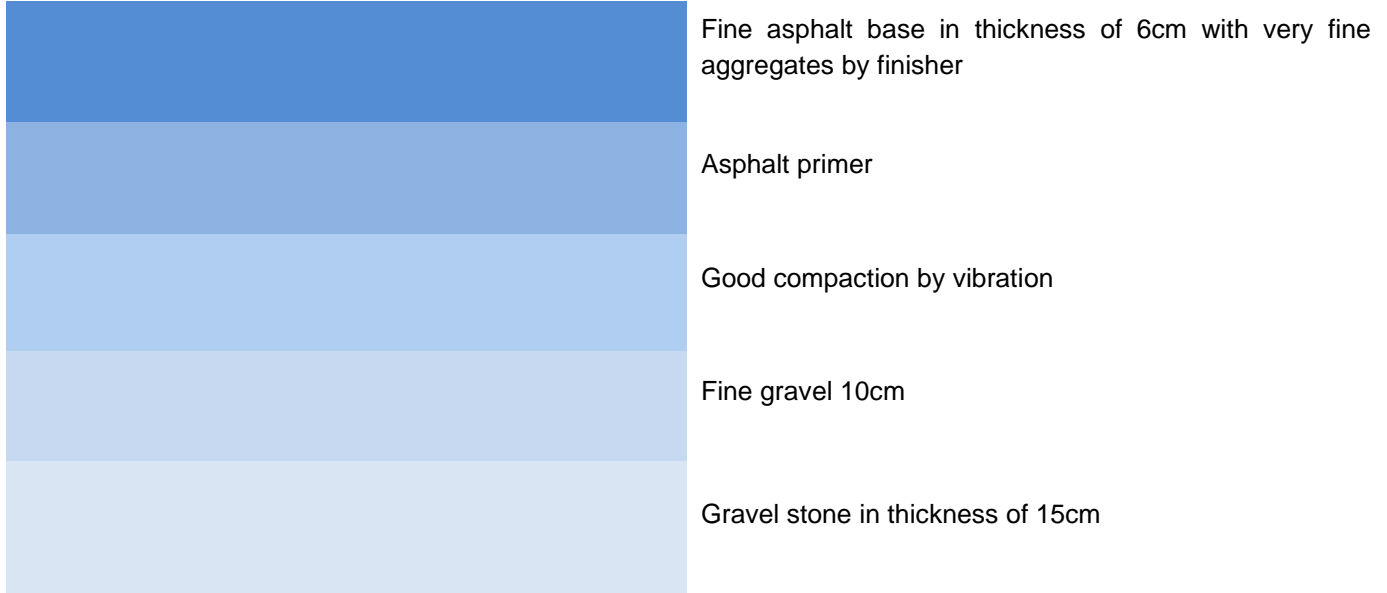 Fine asphalt base in thickness of 6cm with very fine
aggregates by finisher
Asphalt primer
Good compaction by vibration
Fine gravel 10cm
Gravel stone in thickness of 15cm